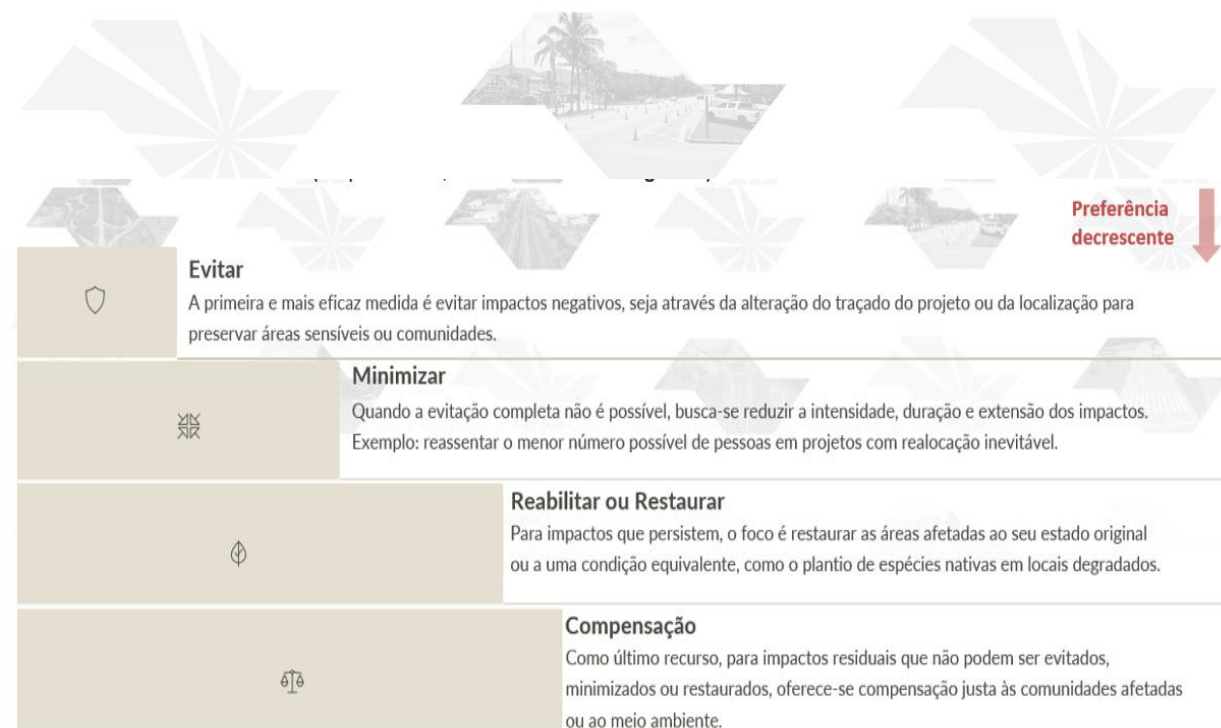 Preferência
decrescente
Evitar
A primeira e mais eficaz medida é evitar impactos negativos, seja através da alteração do traçado do projeto ou da localização para
preservar áreas sensíveis ou comunidades.
Minimizar
Quando a evitação completa não é possível, busca-se reduzir a intensidade, duração e extensão dos impactos.
Exemplo: reassentar o menor número possível de pessoas em projetos com realocação inevitável.
Reabilitar ou Restaurar
Para impactos que persistem, o foco é restaurar as áreas afetadas ao seu estado original
ou a uma condição equivalente, como o plantio de espécies nativas em locais degradados.
Compensação
Como último recurso, para impactos residuais que não podem ser evitados,
minimizados ou restaurados, oferece-se compensação justa às comunidades afetadas
ou ao meio ambiente.